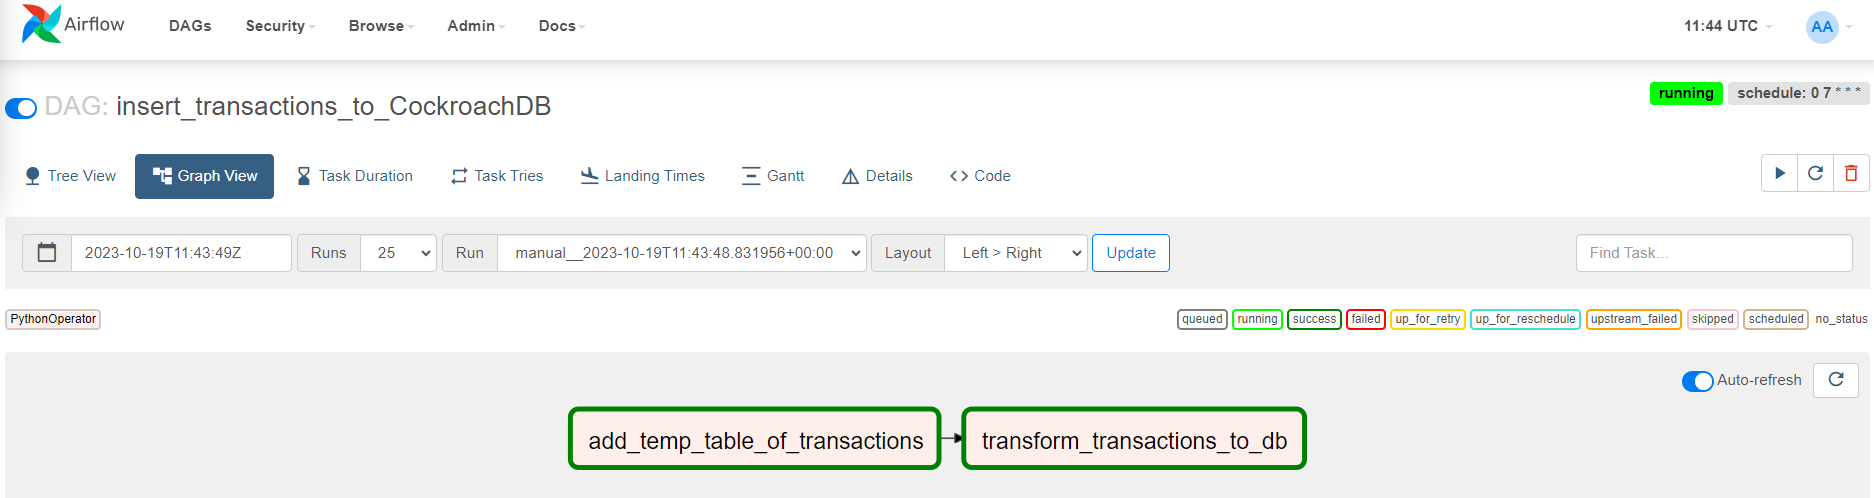 Airflow DAGs Security Browse Admin Docs 11:44 UTC AA
running schedule: 0 7 * * *
DAG: insert_transactions_to_CockroachDB
Tree View Graph View Task Duration Task Tries Landing Times Gantt Details Code
2023-10-19T11:43:49Z Runs 25 Run manual__2023-10-19T11:43:48.831956+00:00 Layout Left > Right Update Find Task...
PythonOperator queued running success failed up_for_retry up_for_reschedule upstream_failed skipped scheduled no_status
Auto-refresh
add_temp_table_of_transactions transform_transactions_to_db